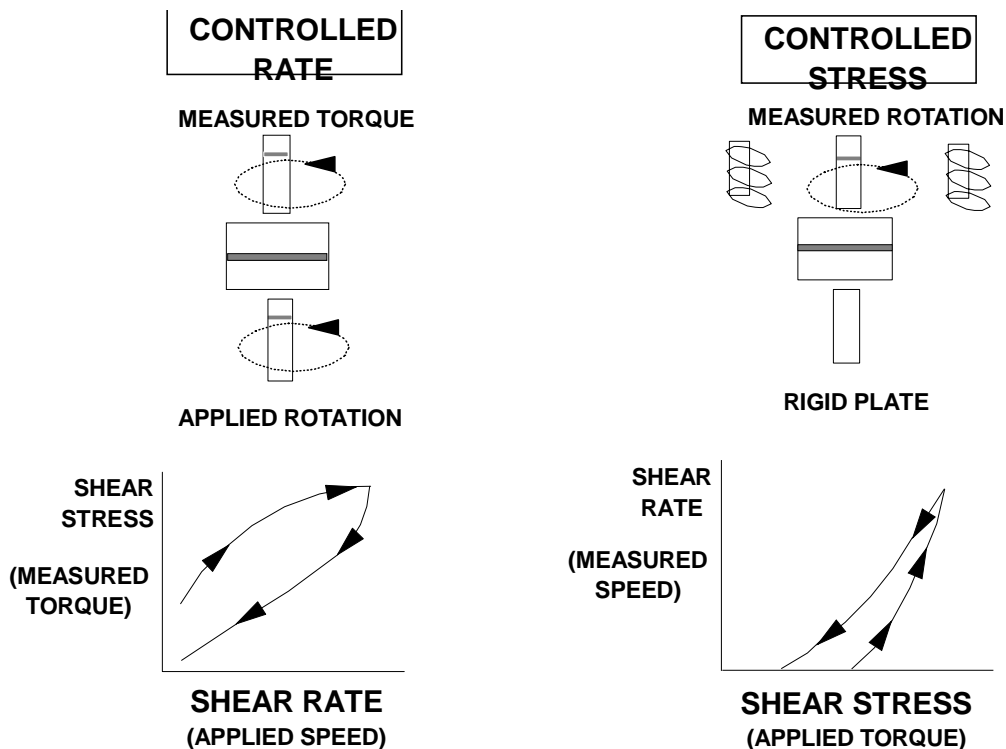 CONTROLLED
RATE
MEASURED TORQUE
APPLIED ROTATION
SHEAR
STRESS
(MEASURED
TORQUE)
SHEAR RATE
(APPLIED SPEED)
CONTROLLED
STRESS
MEASURED ROTATION
RIGID PLATE
SHEAR
RATE
(MEASURED
SPEED)
SHEAR STRESS
(APPLIED TORQUE)